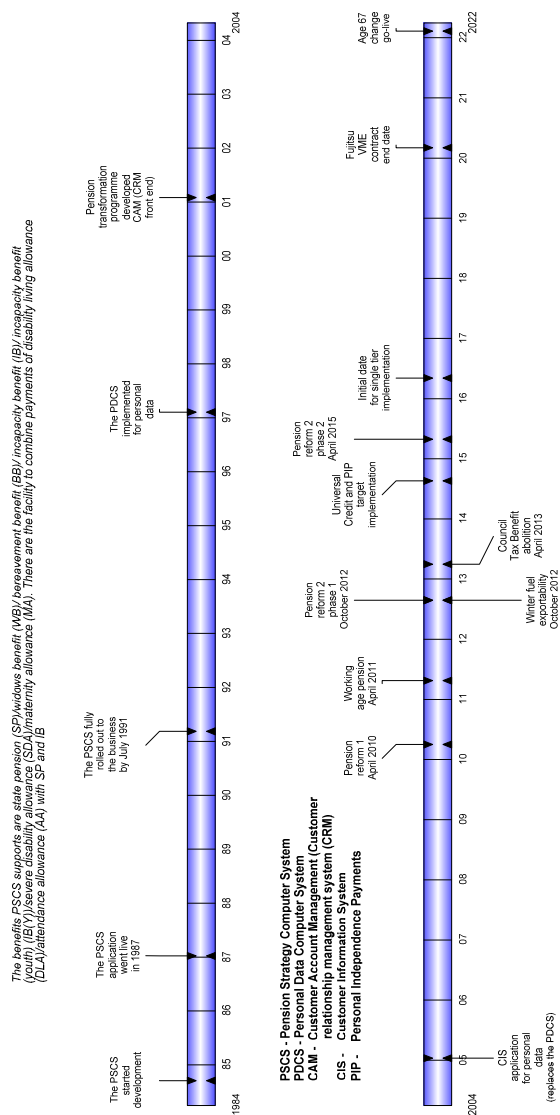 The benefits PSCS supports are state pension (SP)/widows benefit (WB)/ bereavement benefit (BB)/ incapacity benefit (IB)/ incapacity benefit
(youth) (IB(Y))/severe disability allowance (SDA)/maternity allowance (MA). There are the facility to combine payments of disability living allowance
(DLA)/attendance allowance (AA) with SP and IB
The PSCS
started
development
The PSCS
application
went live
in 1987
The PSCS fully
rolled out to
the business
by July 1991
The PDCS
implemented
for personal
data
Pension
transformation
programme
developed
CAM (CRM
front end)
1984
85
86
87
88
89
90
91
92
93
94
95
96
97
98
99
00
01
02
03
04
2004
PSCS - Pension Strategy Computer System
PDCS - Personal Data Computer System
CAM - Customer Account Management (Customer
relationship management system (CRM)
CIS - Customer Information System
PIP - Personal Independence Payments
Pension
reform 1
April 2010
Working
age pension
April 2011
Pension
reform 2
phase 1
October 2012
Universal
Credit and PIP
target
implementation
Pension
reform 2
phase 2
April 2015
Initial date
for single tier
implementation
Fujitsu
VME
contract
end date
Age 67
change
go-live
2004
05
06
07
08
09
10
11
12
13
14
15
16
17
18
19
20
21
22
2022
CIS
application
for personal
data
(replaces the PDCS)
Winter fuel
exportability
October 2012
Council
Tax Benefit
abolition
April 2013